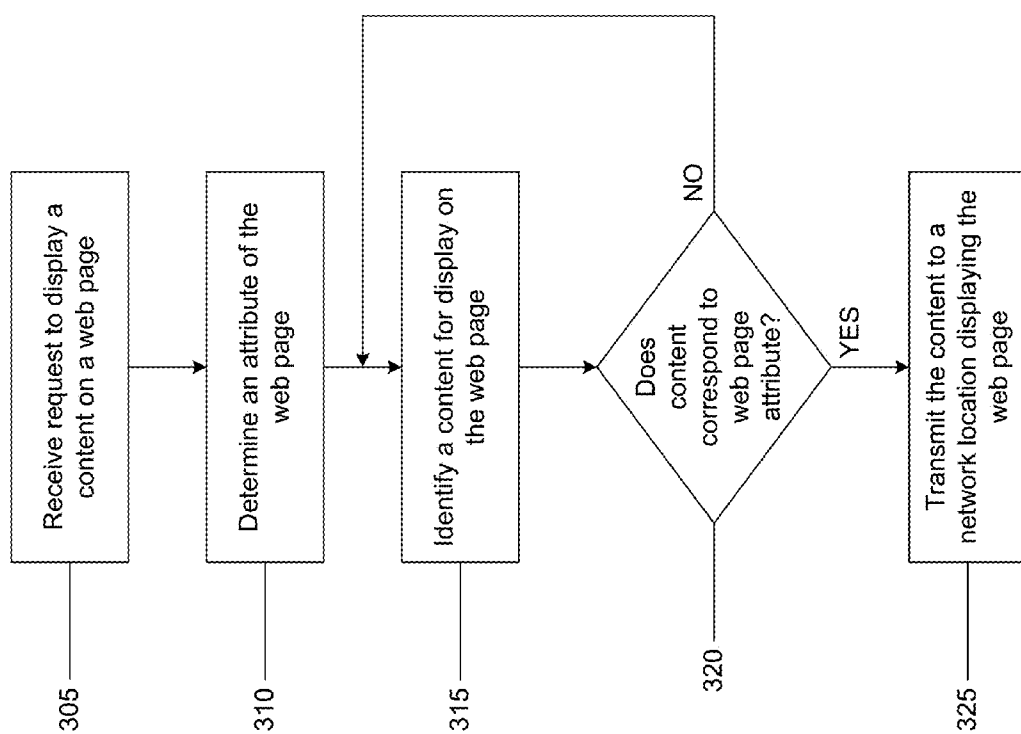 305
Receive request to display a
content on a web page
310
Determine an attribute of the
web page
315
Identify a content for display on
the web page
320
Does
content
correspond to
web page
attribute?
NO
YES
325
Transmit the content to a
network location displaying the
web page